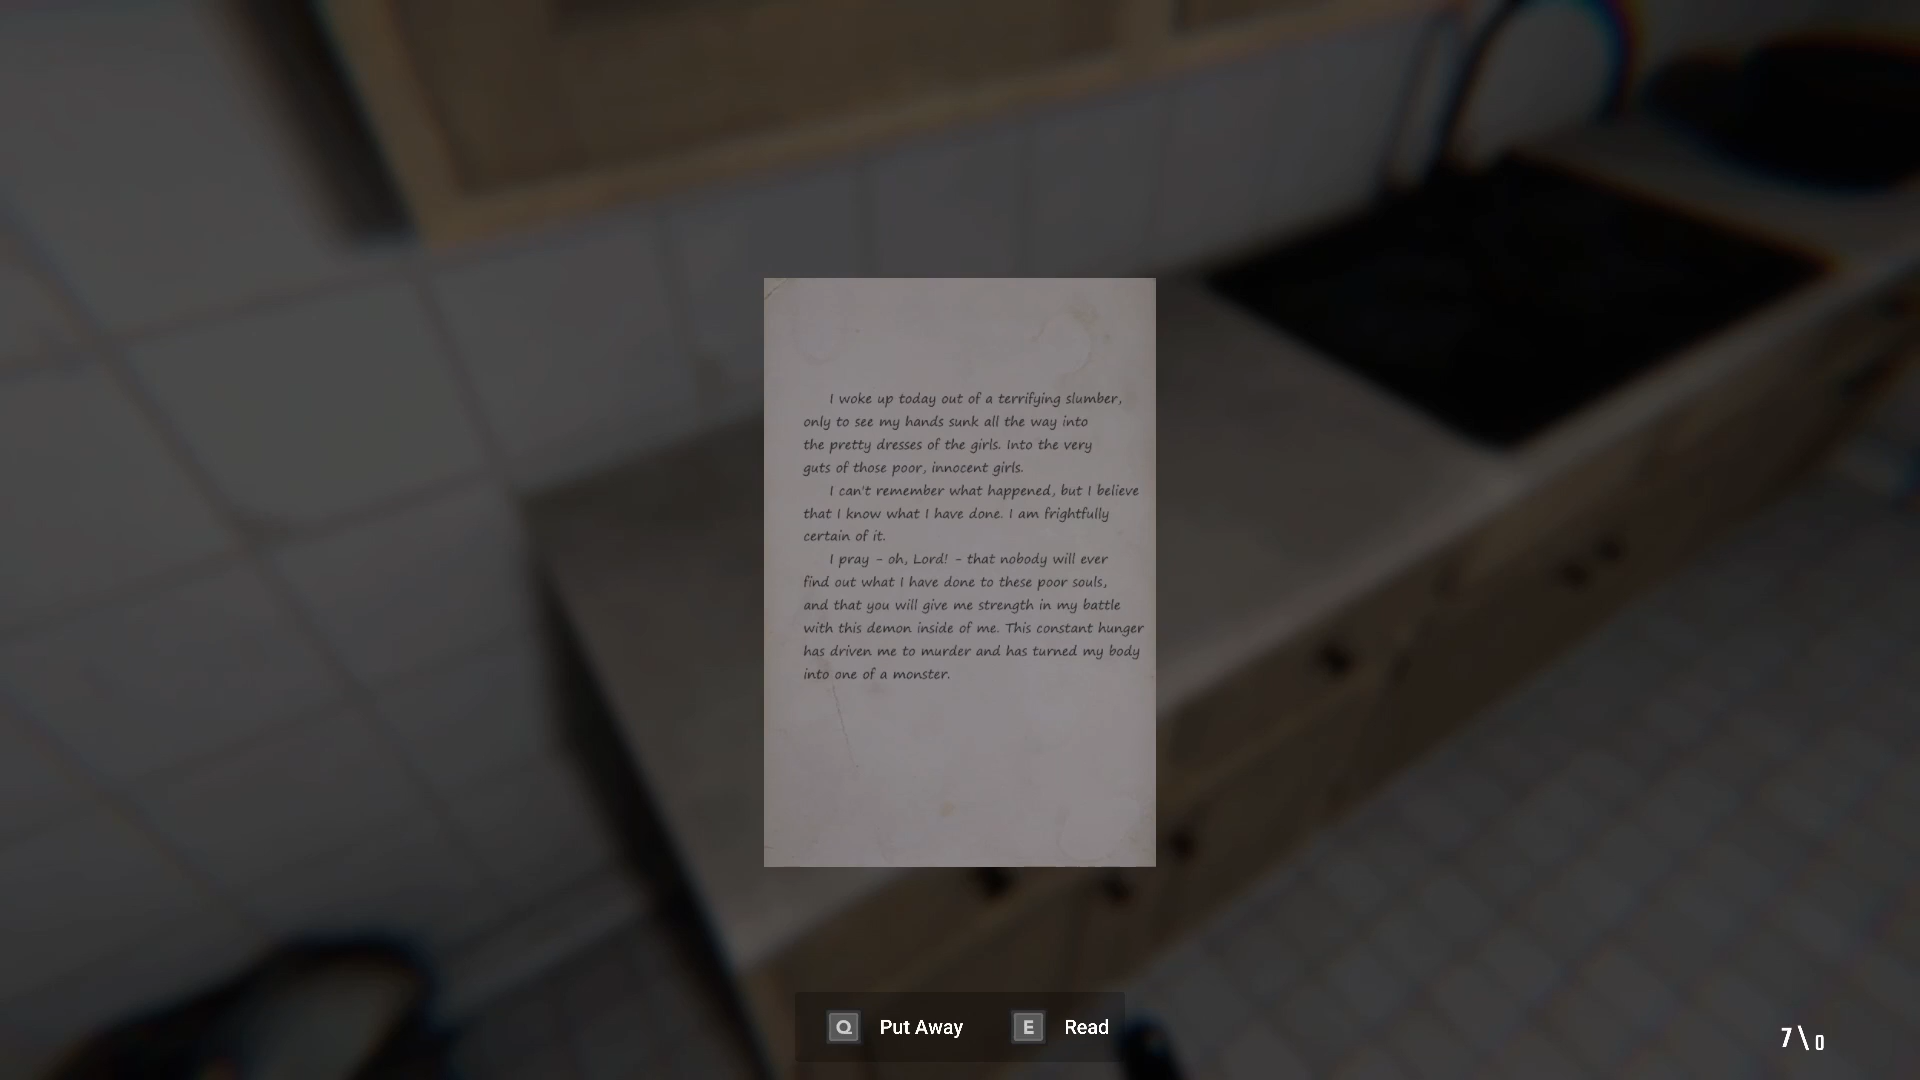 I woke up today out of a terrifying slumber,
only to see my hands sunk all the way into
the pretty dresses of the girls. Into the very
guts of those poor, innocent girls.
I can't remember what happened, but I believe
that I know what I have done. I am frightfully
certain of it.
I pray - oh, Lord! - that nobody will ever
find out what I have done to these poor souls,
and that you will give me strength in my battle
with this demon inside of me. This constant hunger
has driven me to murder and has turned my body
into one of a monster.
Q Put Away E Read
7\0